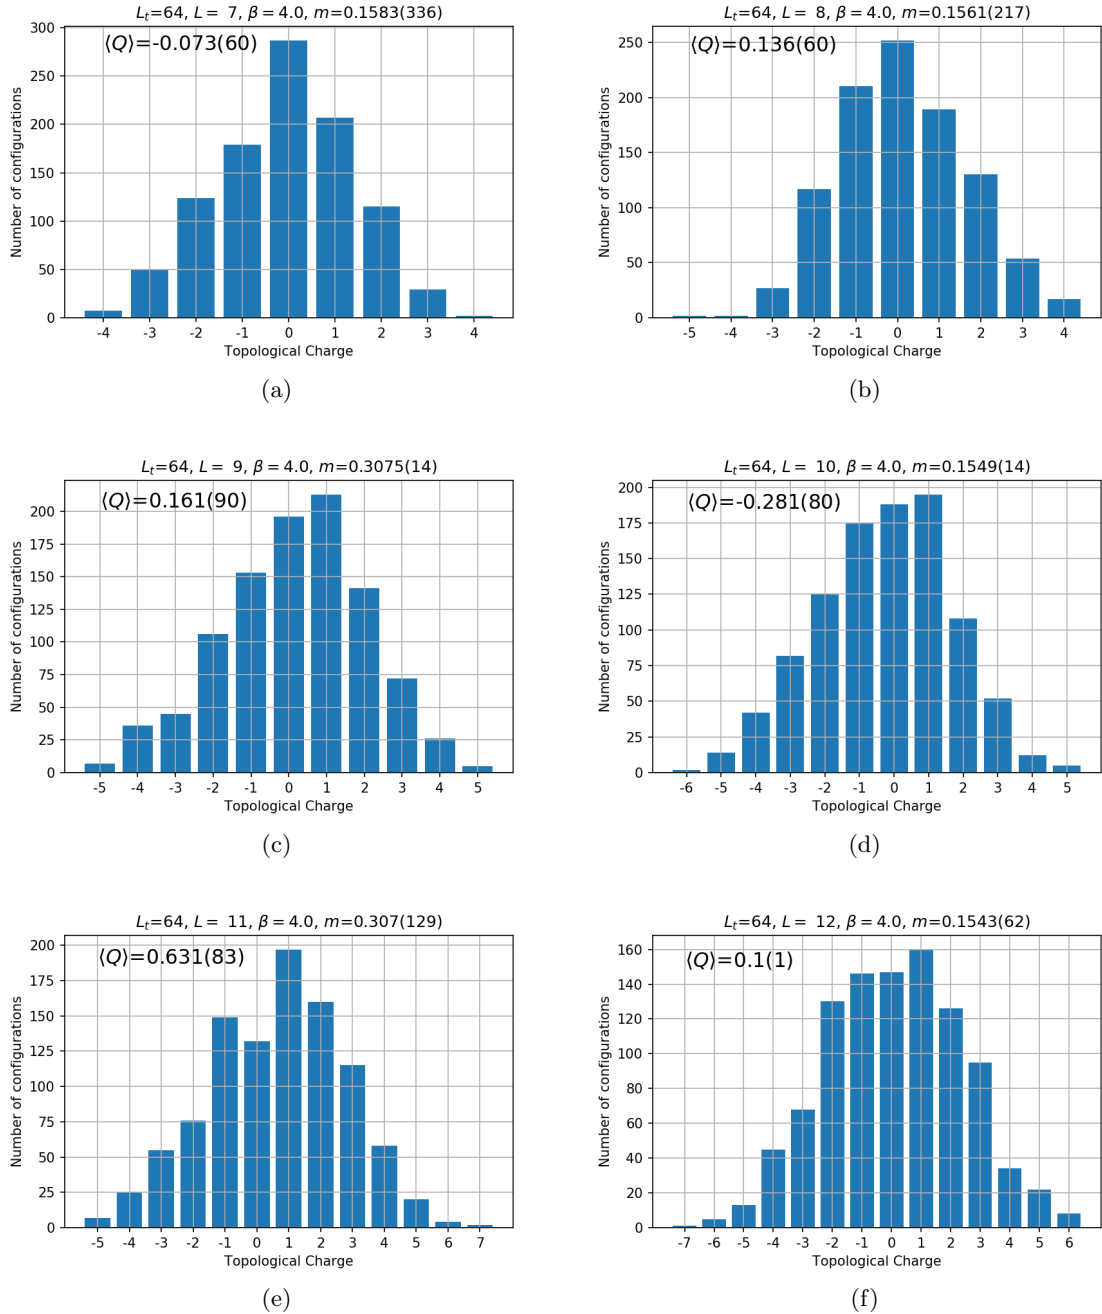 L_t=64, L= 7, β=4.0, m=0.1583(336)
⟨Q⟩=-0.073(60)
Number of configurations
300
250
200
150
100
50
0
-4 -3 -2 -1 0 1 2 3 4
Topological Charge
(a)
L_t=64, L= 8, β=4.0, m=0.1561(217)
⟨Q⟩=0.136(60)
Number of configurations
250
200
150
100
50
0
-5 -4 -3 -2 -1 0 1 2 3 4
Topological Charge
(b)
L_t=64, L= 9, β=4.0, m=0.3075(14)
⟨Q⟩=0.161(90)
Number of configurations
200
175
150
125
100
75
50
25
0
-5 -4 -3 -2 -1 0 1 2 3 4 5
Topological Charge
(c)
L_t=64, L= 10, β=4.0, m=0.1549(14)
⟨Q⟩=-0.281(80)
Number of configurations
200
175
150
125
100
75
50
25
0
-6 -5 -4 -3 -2 -1 0 1 2 3 4 5
Topological Charge
(d)
L_t=64, L= 11, β=4.0, m=0.307(129)
⟨Q⟩=0.631(83)
Number of configurations
200
175
150
125
100
75
50
25
0
-5 -4 -3 -2 -1 0 1 2 3 4 5 6 7
Topological Charge
(e)
L_t=64, L= 12, β=4.0, m=0.1543(62)
⟨Q⟩=0.1(1)
Number of configurations
160
140
120
100
80
60
40
20
0
-7 -6 -5 -4 -3 -2 -1 0 1 2 3 4 5 6
Topological Charge
(f)